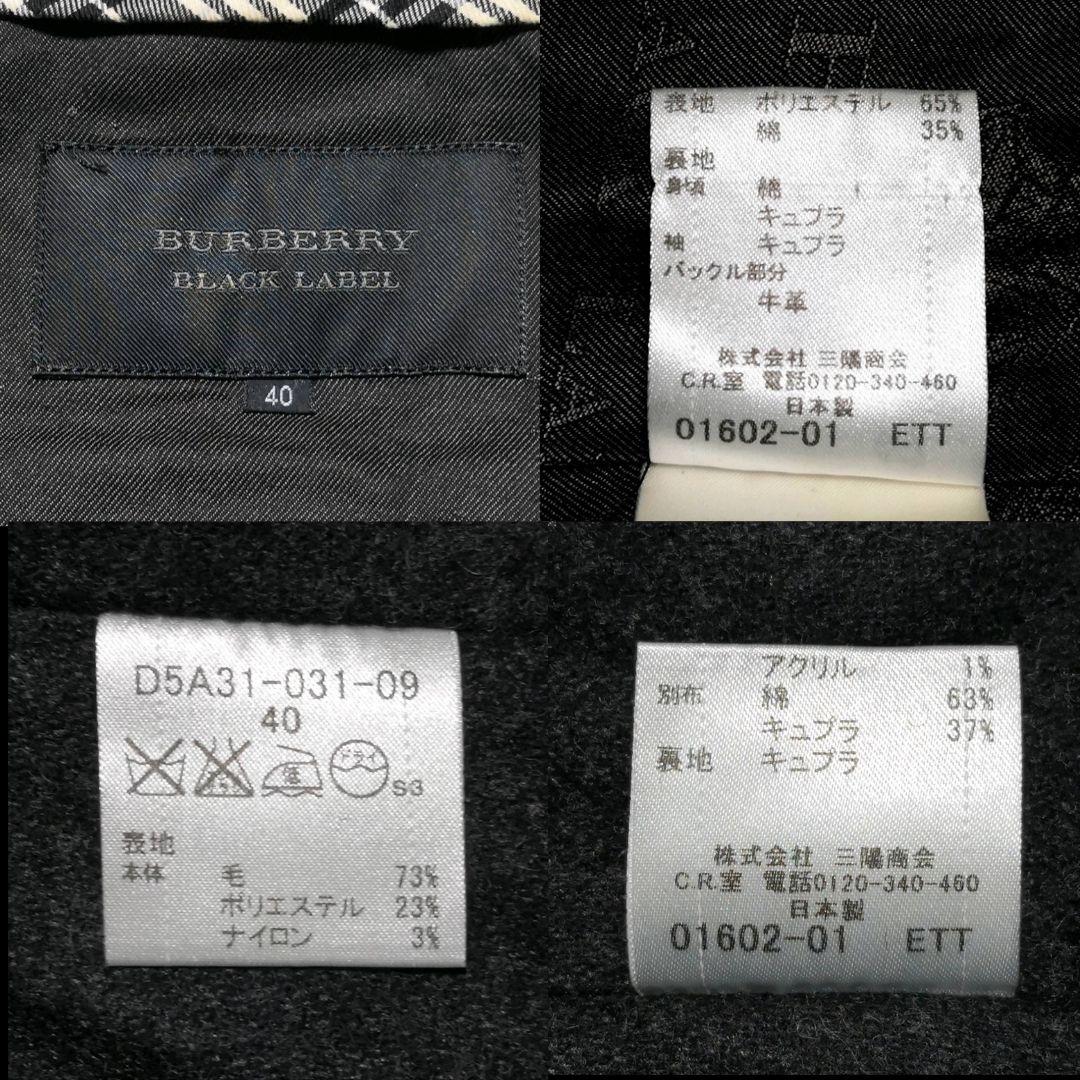 BURBERRY
BLACK LABEL
40
表地 ポリエステル 65%
綿 35%
裏地
身頃 綿
キュプラ
袖 キュプラ
バックル部分
牛革
株式会社 三陽商会
C.R.室 電話0120-340-460
日本製
01602-01 ETT
D5A31-031-09
40
低
ドライ
S3
表地
本体 毛 73%
ポリエステル 23%
ナイロン 3%
アクリル 1%
別布 綿 63%
キュプラ 37%
裏地 キュプラ
株式会社 三陽商会
C.R.室 電話0120-340-460
日本製
01602-01 ETT